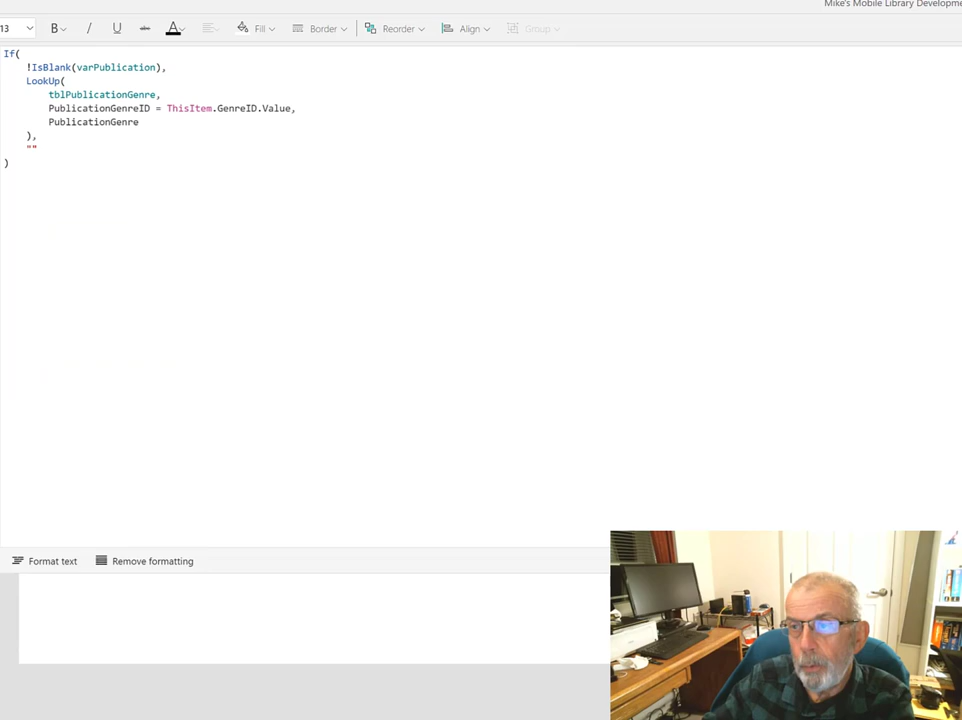 Mike's Mobile Library Developme
13 B / U abc A Fill Border Reorder Align Group
If(
!IsBlank(varPublication),
LookUp(
tblPublicationGenre,
PublicationGenreID = ThisItem.GenreID.Value,
PublicationGenre
),
""
)
Format text Remove formatting